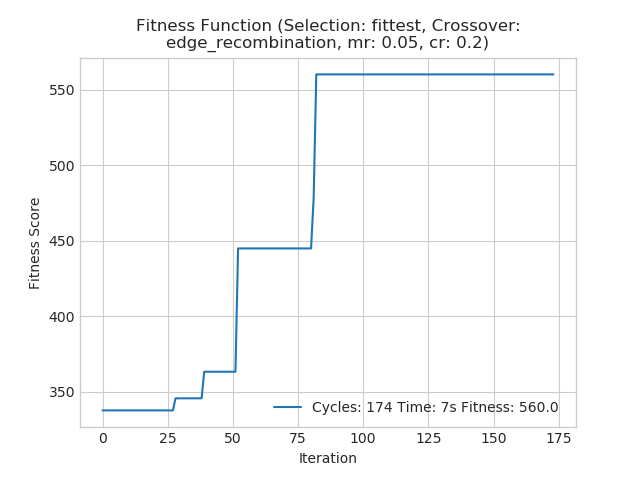 Fitness Function (Selection: fittest, Crossover:
edge_recombination, mr: 0.05, cr: 0.2)
Fitness Score
550
500
450
400
350
Cycles: 174 Time: 7s Fitness: 560.0
0 25 50 75 100 125 150 175
Iteration